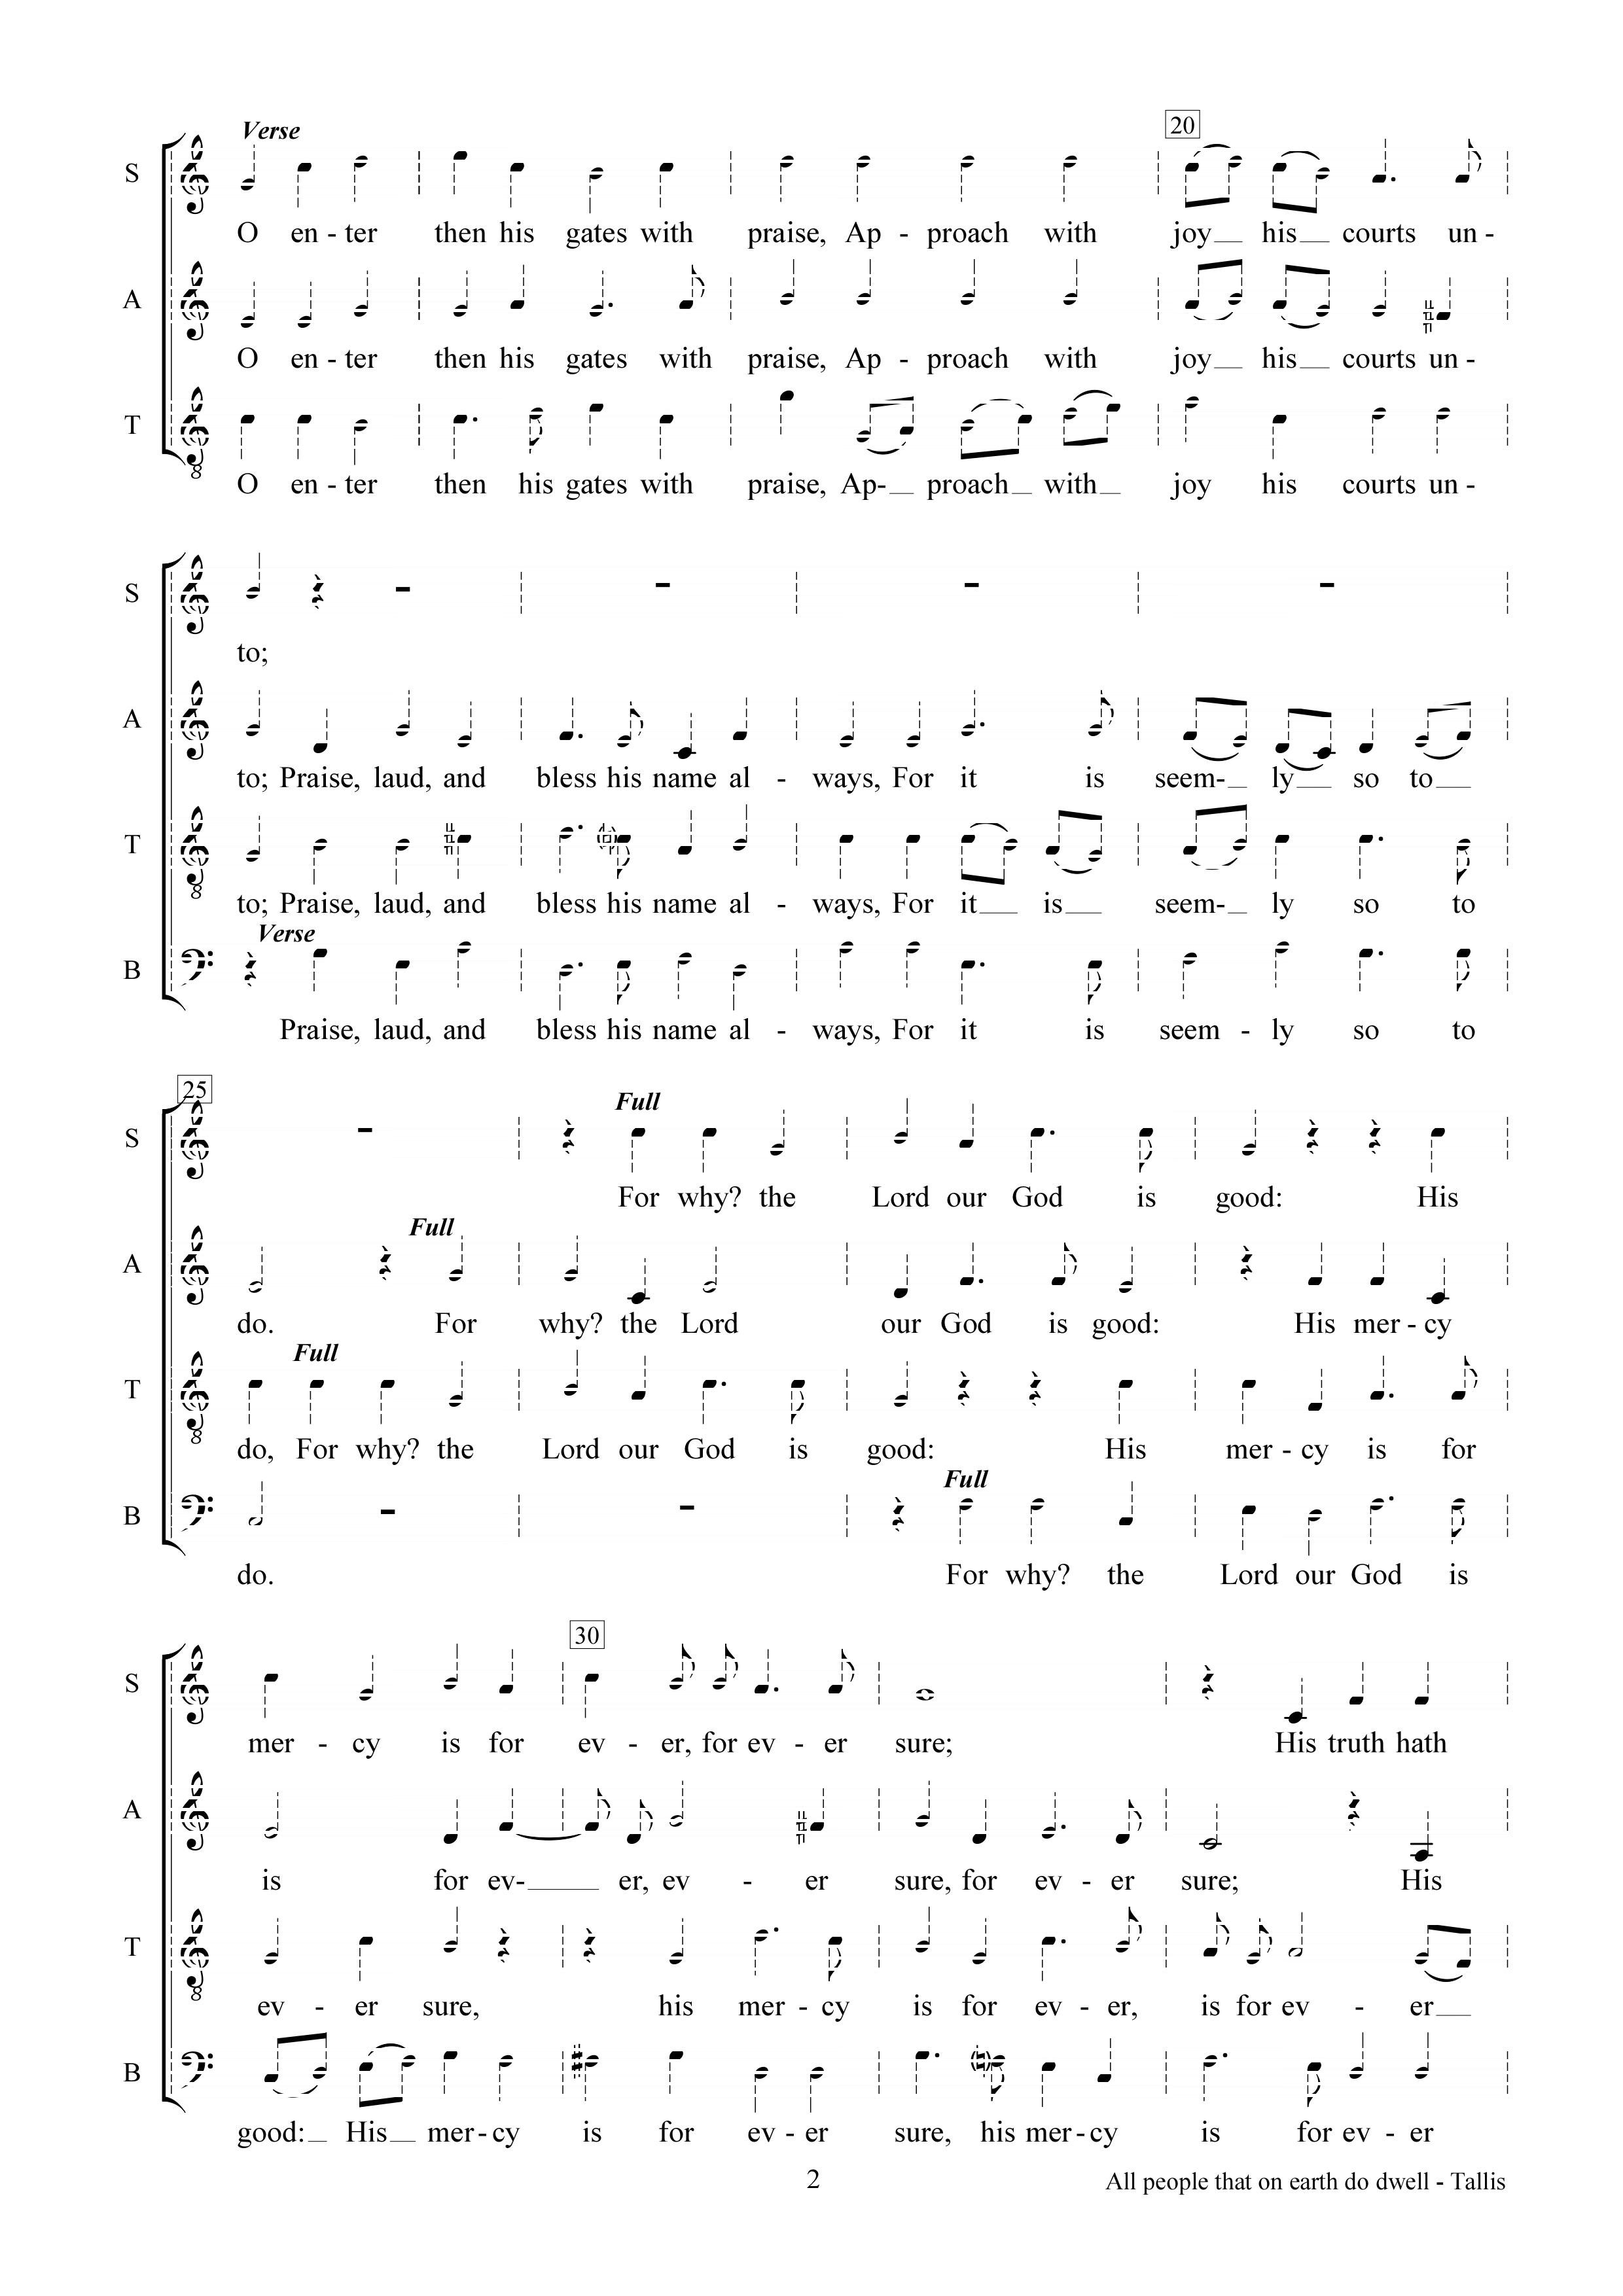 Verse
20
S
O en - ter then his gates with praise, Ap - proach with joy his courts un -
A
O en - ter then his gates with praise, Ap - proach with joy his courts un -
T
8
O en - ter then his gates with praise, Ap- proach with joy his courts un -
S
to;
A
to; Praise, laud, and bless his name al - ways, For it is seem- ly so to
T
8
to; Praise, laud, and bless his name al - ways, For it is seem- ly so to
Verse
B
Praise, laud, and bless his name al - ways, For it is seem - ly so to
25
Full
S
For why? the Lord our God is good: His
Full
A
do. For why? the Lord our God is good: His mer - cy
Full
T
8
do, For why? the Lord our God is good: His mer - cy is for
Full
B
do. For why? the Lord our God is
30
S
mer - cy is for ev - er, for ev - er sure; His truth hath
A
is for ev- er, ev - er sure, for ev - er sure; His
T
8
ev - er sure, his mer - cy is for ev - er, is for ev - er
B
good: His mer - cy is for ev - er sure, his mer - cy is for ev - er
2
All people that on earth do dwell - Tallis